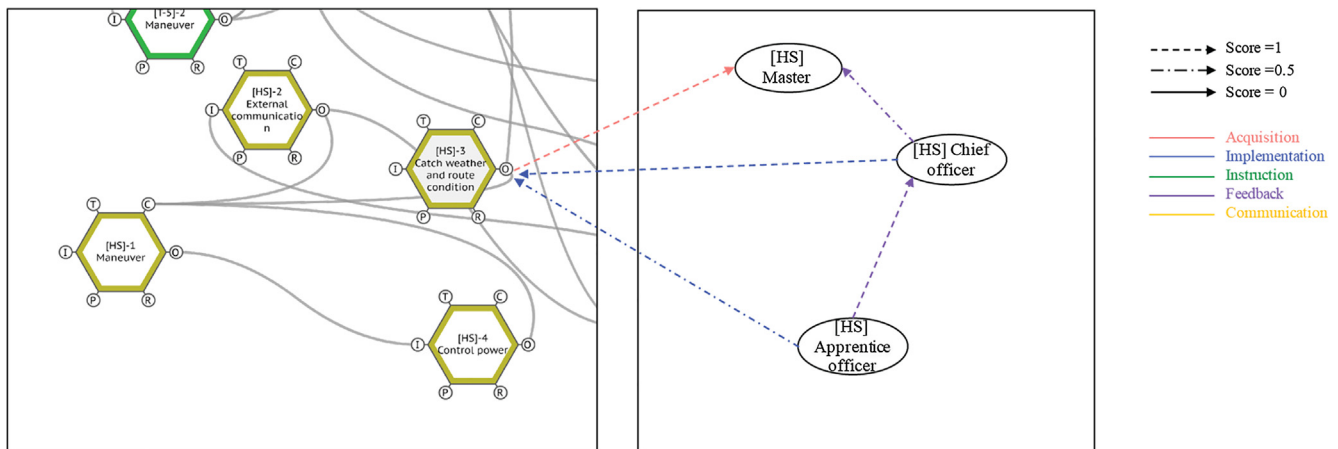 [T-5]-2
Maneuver
I
O
P
R
[HS]-2
External
communicatio
n
T
C
I
O
P
R
[HS]-3
Catch weather
and route
condition
T
C
I
O
P
R
[HS]-1
Maneuver
T
C
I
O
P
R
[HS]-4
Control power
T
C
I
O
P
R
[HS]
Master
[HS] Chief
officer
[HS]
Apprentice
officer
Score =1
Score =0.5
Score = 0
Acquisition
Implementation
Instruction
Feedback
Communication